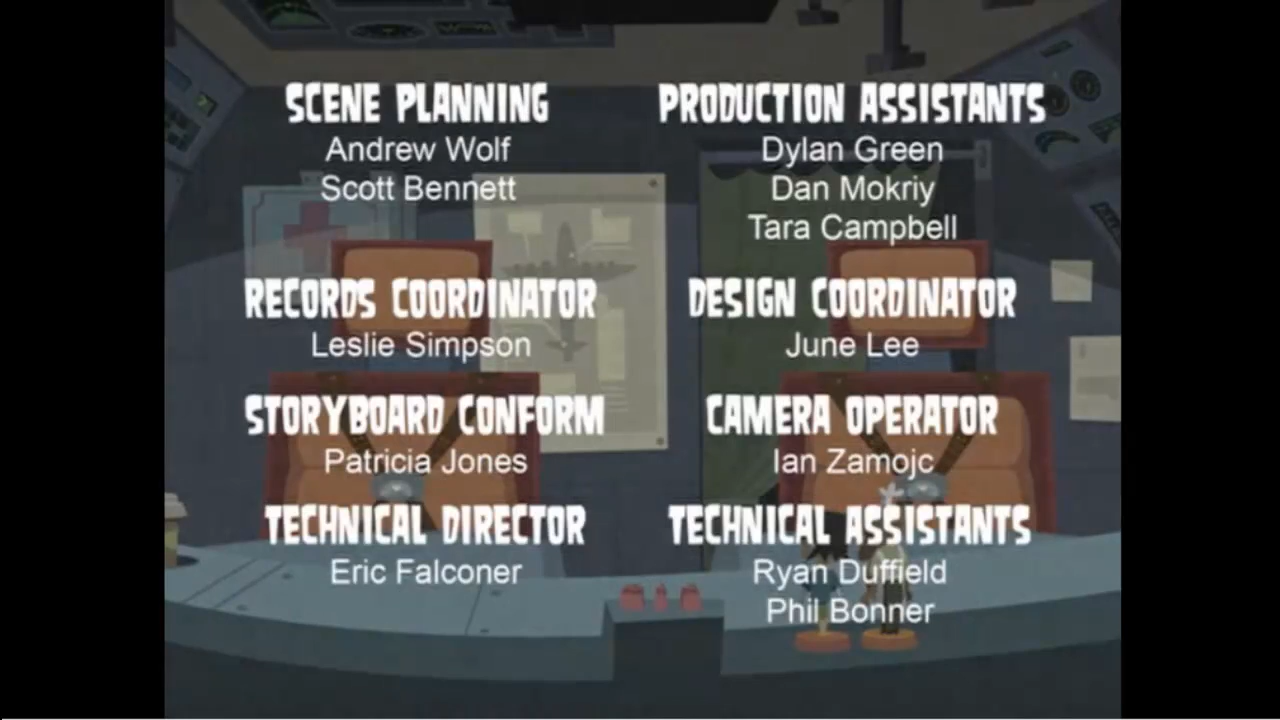 SCENE PLANNING
Andrew Wolf
Scott Bennett
PRODUCTION ASSISTANTS
Dylan Green
Dan Mokriy
Tara Campbell
RECORDS COORDINATOR
Leslie Simpson
DESIGN COORDINATOR
June Lee
STORYBOARD CONFORM
Patricia Jones
CAMERA OPERATOR
Ian Zamojc
TECHNICAL DIRECTOR
Eric Falconer
TECHNICAL ASSISTANTS
Ryan Duffield
Phil Bonner